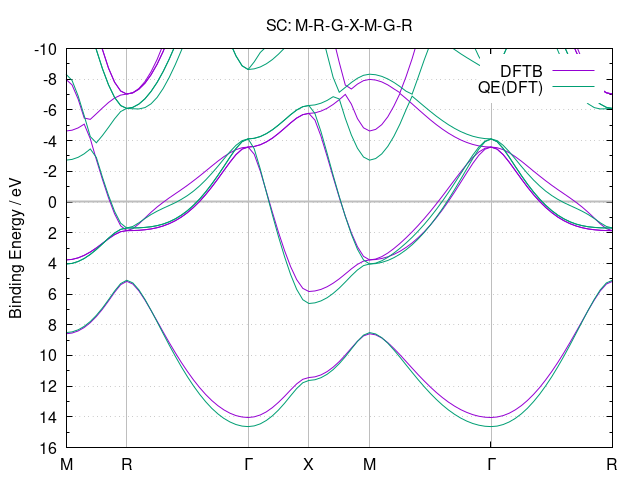 SC: M-R-G-X-M-G-R
-10
-8
-6
-4
-2
0
2
4
6
8
10
12
14
16
Binding Energy / eV
DFTB
QE(DFT)
M R Γ X M Γ R